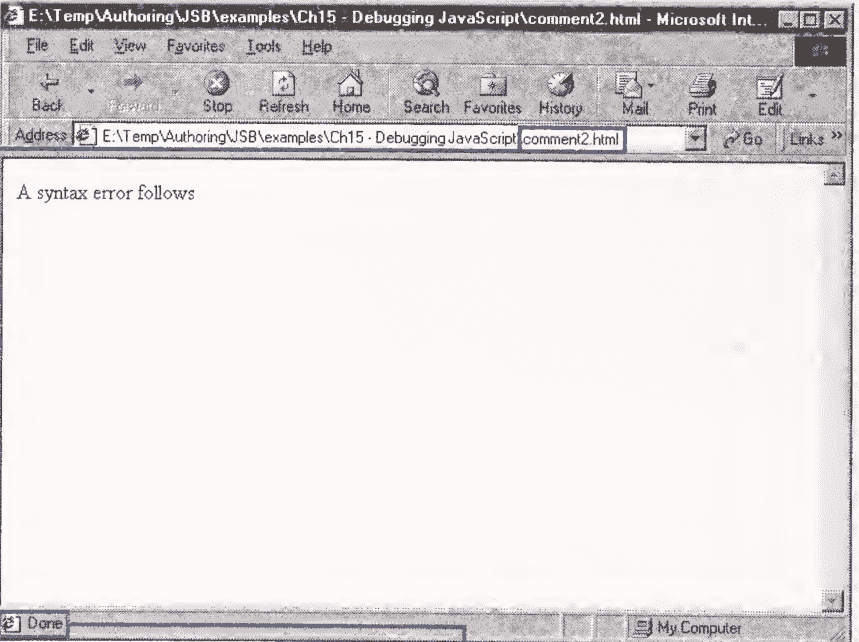 E:\Temp\Authoring\JSB\examples\Ch15 - Debugging JavaScript\comment2.html - Microsoft Int...
File Edit View Favorites Tools Help
Back Forward Stop Refresh Home Search Favorites History Mail Print Edit
Address E:\Temp\Authoring\JSB\examples\Ch15 - Debugging JavaScript\comment2.html Go Links »
A syntax error follows
Done My Computer